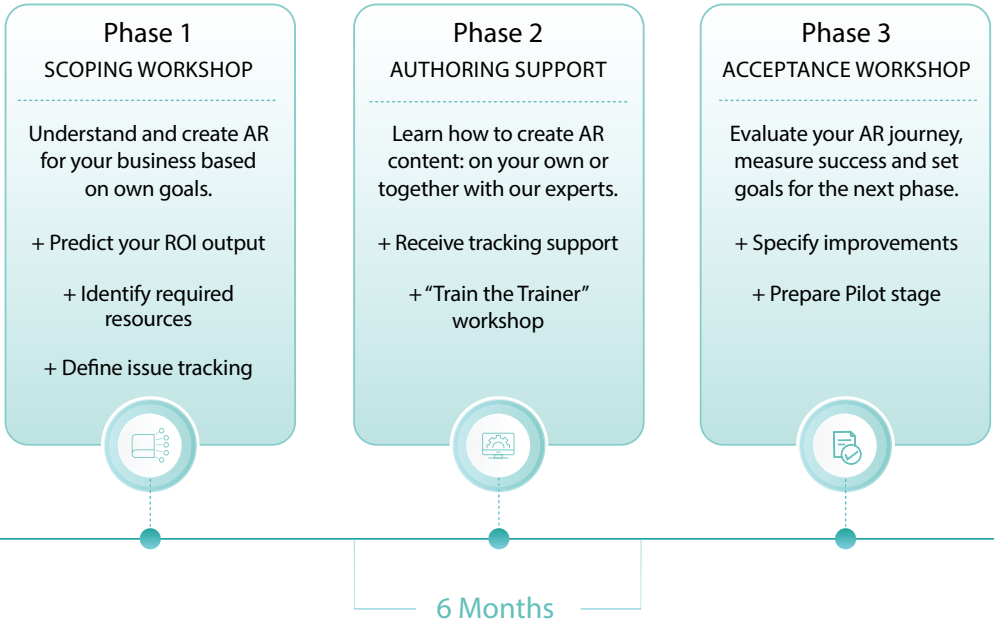 Phase 1
SCOPING WORKSHOP
Understand and create AR
for your business based
on own goals.
+ Predict your ROI output
+ Identify required
resources
+ Define issue tracking
Phase 2
AUTHORING SUPPORT
Learn how to create AR
content: on your own or
together with our experts.
+ Receive tracking support
+ “Train the Trainer”
workshop
Phase 3
ACCEPTANCE WORKSHOP
Evaluate your AR journey,
measure success and set
goals for the next phase.
+ Specify improvements
+ Prepare Pilot stage
6 Months